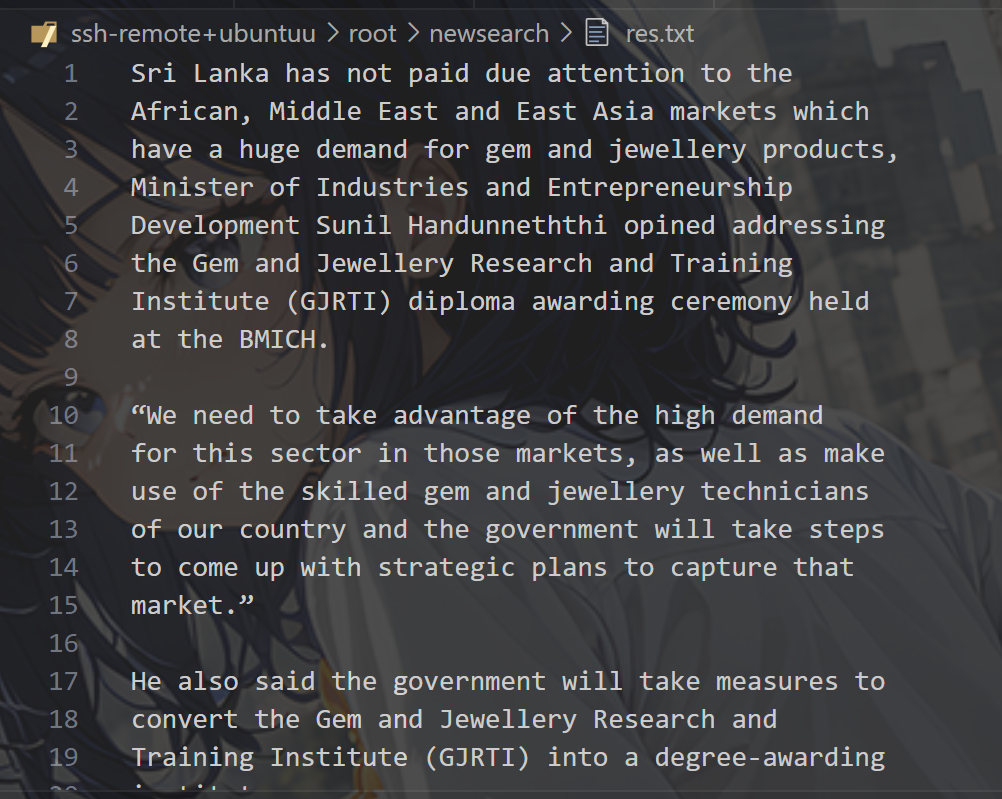 ssh-remote+ubuntuu > root > newsearch > res.txt
1 Sri Lanka has not paid due attention to the
2 African, Middle East and East Asia markets which
3 have a huge demand for gem and jewellery products,
4 Minister of Industries and Entrepreneurship
5 Development Sunil Handunneththi opined addressing
6 the Gem and Jewellery Research and Training
7 Institute (GJRTI) diploma awarding ceremony held
8 at the BMICH.
9
10 “We need to take advantage of the high demand
11 for this sector in those markets, as well as make
12 use of the skilled gem and jewellery technicians
13 of our country and the government will take steps
14 to come up with strategic plans to capture that
15 market.”
16
17 He also said the government will take measures to
18 convert the Gem and Jewellery Research and
19 Training Institute (GJRTI) into a degree-awarding